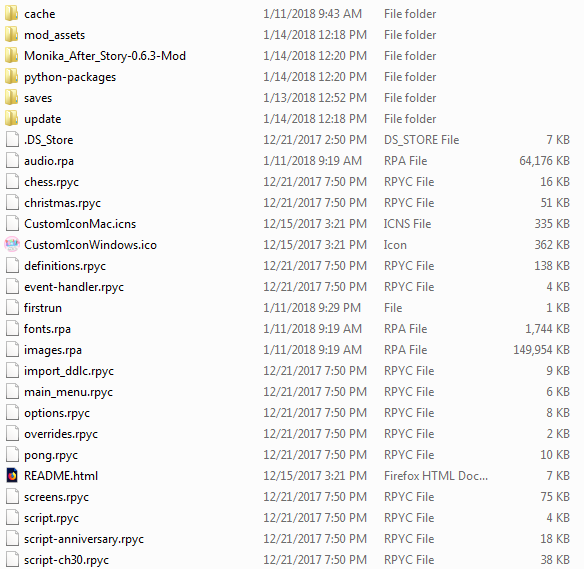 cache 1/11/2018 9:43 AM File folder
mod_assets 1/14/2018 12:18 PM File folder
Monika_After_Story-0.6.3-Mod 1/14/2018 12:20 PM File folder
python-packages 1/14/2018 12:20 PM File folder
saves 1/13/2018 12:52 PM File folder
update 1/14/2018 12:18 PM File folder
.DS_Store 12/21/2017 2:50 PM DS_STORE File 7 KB
audio.rpa 1/11/2018 9:19 AM RPA File 64,176 KB
chess.rpyc 12/21/2017 7:50 PM RPYC File 16 KB
christmas.rpyc 12/21/2017 7:50 PM RPYC File 51 KB
CustomIconMac.icns 12/15/2017 3:21 PM ICNS File 335 KB
CustomIconWindows.ico 12/15/2017 3:21 PM Icon 362 KB
definitions.rpyc 12/21/2017 7:50 PM RPYC File 138 KB
event-handler.rpyc 12/21/2017 7:50 PM RPYC File 4 KB
firstrun 1/11/2018 9:29 PM File 1 KB
fonts.rpa 1/11/2018 9:19 AM RPA File 1,744 KB
images.rpa 1/11/2018 9:19 AM RPA File 149,954 KB
import_ddlc.rpyc 12/21/2017 7:50 PM RPYC File 9 KB
main_menu.rpyc 12/21/2017 7:50 PM RPYC File 6 KB
options.rpyc 12/21/2017 7:50 PM RPYC File 8 KB
overrides.rpyc 12/21/2017 7:50 PM RPYC File 2 KB
pong.rpyc 12/21/2017 7:50 PM RPYC File 10 KB
README.html 12/15/2017 3:21 PM Firefox HTML Doc... 7 KB
screens.rpyc 12/21/2017 7:50 PM RPYC File 75 KB
script.rpyc 12/21/2017 7:50 PM RPYC File 4 KB
script-anniversary.rpyc 12/21/2017 7:50 PM RPYC File 18 KB
script-ch30.rpyc 12/21/2017 7:50 PM RPYC File 38 KB